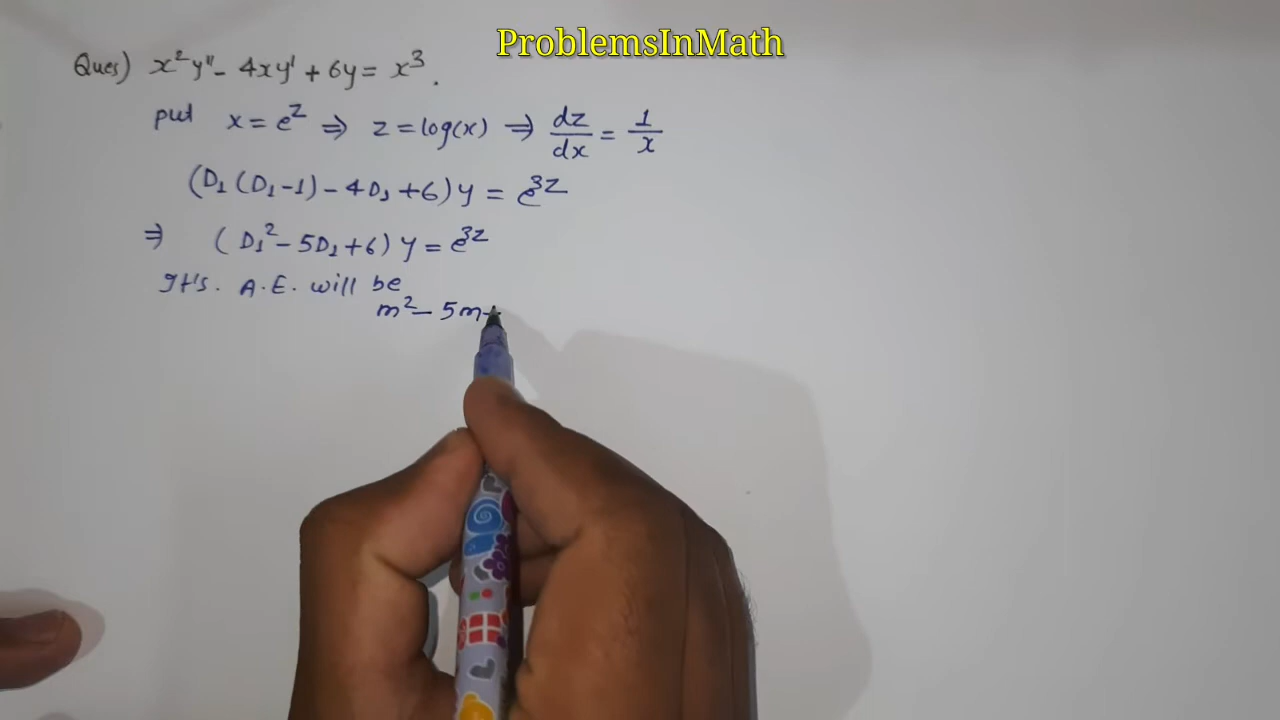 ProblemsInMath
Ques) x²y'' - 4xy' + 6y = x³.
put x = e^z ⇒ z = log(x) ⇒ dz/dx = 1/x
(D₁(D₁-1) - 4D₁ + 6) y = e^3z
⇒ (D₁² - 5D₁ + 6) y = e^3z
It's. A.E. will be
m² - 5m+